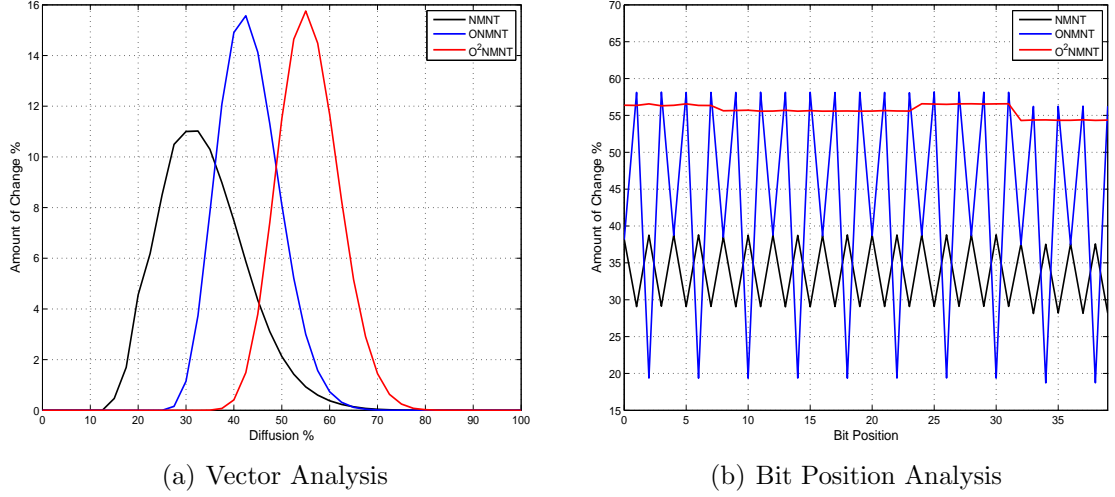 16
14
12
10
8
6
4
2
0
0 10 20 30 40 50 60 70 80 90 100
Amount of Change %
Diffusion %
NMNT
ONMNT
O²NMNT
(a) Vector Analysis
70
65
60
55
50
45
40
35
30
25
20
15
0 5 10 15 20 25 30 35
Amount of Change %
Bit Position
NMNT
ONMNT
O²NMNT
(b) Bit Position Analysis